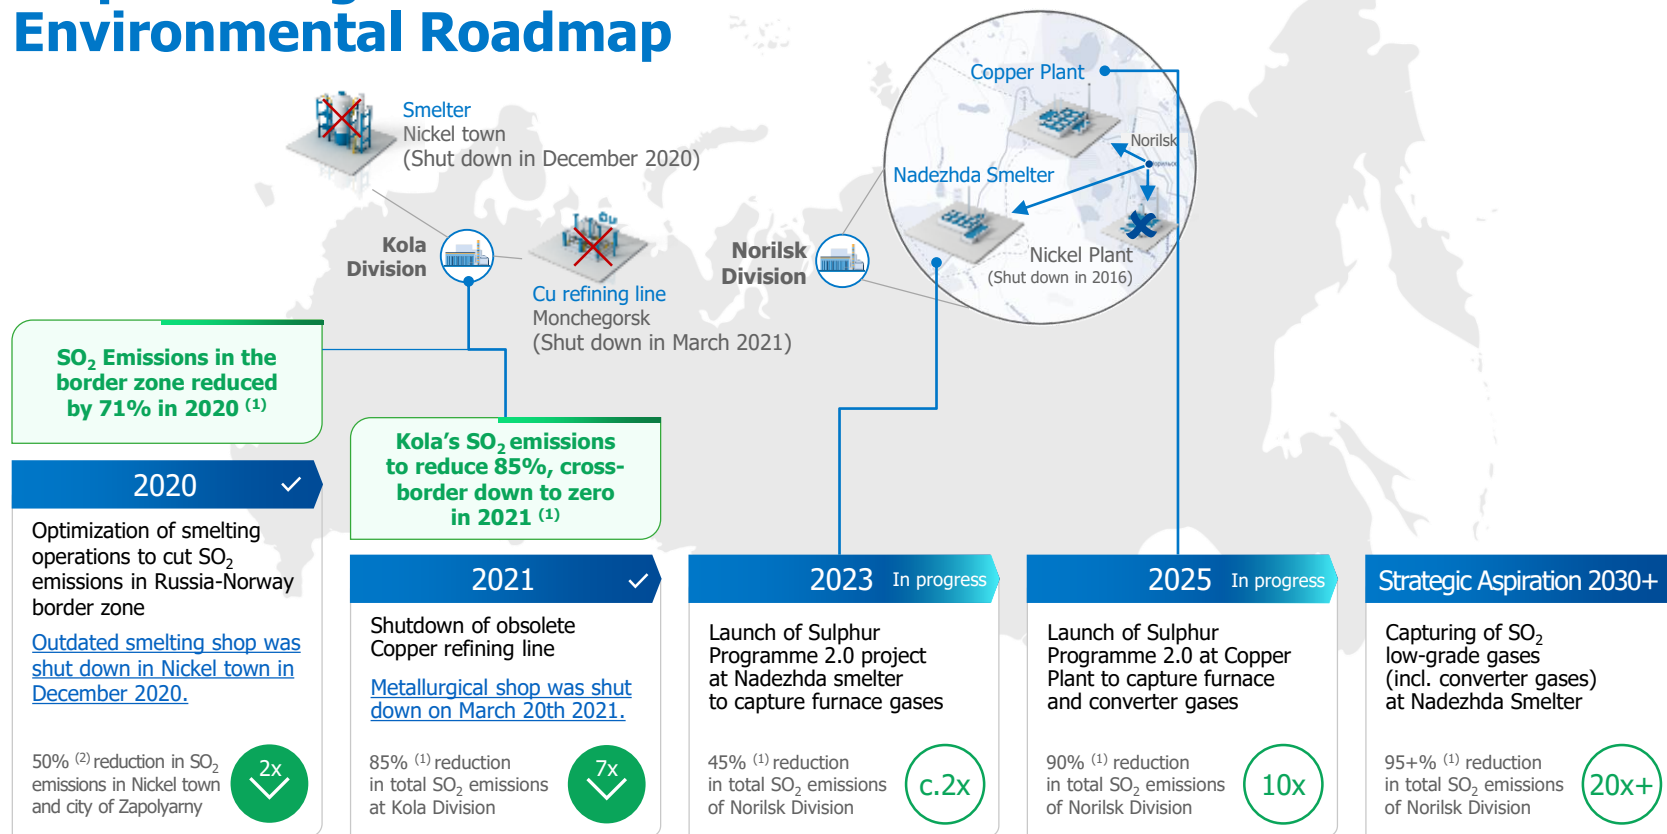 Environmental Roadmap
Smelter
Nickel town
(Shut down in December 2020)
Kola
Division
Cu refining line
Monchegorsk
(Shut down in March 2021)
Norilsk
Division
Copper Plant
Norilsk
Nadezhda Smelter
Nickel Plant
(Shut down in 2016)
SO₂ Emissions in the
border zone reduced
by 71% in 2020 (1)
Kola’s SO₂ emissions
to reduce 85%, cross-
border down to zero
in 2021 (1)
2020
Optimization of smelting
operations to cut SO₂
emissions in Russia-Norway
border zone
Outdated smelting shop was
shut down in Nickel town in
December 2020.
50% (2) reduction in SO₂
emissions in Nickel town
and city of Zapolyarny
2x
2021
Shutdown of obsolete
Copper refining line
Metallurgical shop was shut
down on March 20th 2021.
85% (1) reduction
in total SO₂ emissions
at Kola Division
7x
2023 In progress
Launch of Sulphur
Programme 2.0 project
at Nadezhda smelter
to capture furnace gases
45% (1) reduction
in total SO₂ emissions
of Norilsk Division
c.2x
2025 In progress
Launch of Sulphur
Programme 2.0 at Copper
Plant to capture furnace
and converter gases
90% (1) reduction
in total SO₂ emissions
of Norilsk Division
10x
Strategic Aspiration 2030+
Capturing of SO₂
low-grade gases
(incl. converter gases)
at Nadezhda Smelter
95+% (1) reduction
in total SO₂ emissions
of Norilsk Division
20x+